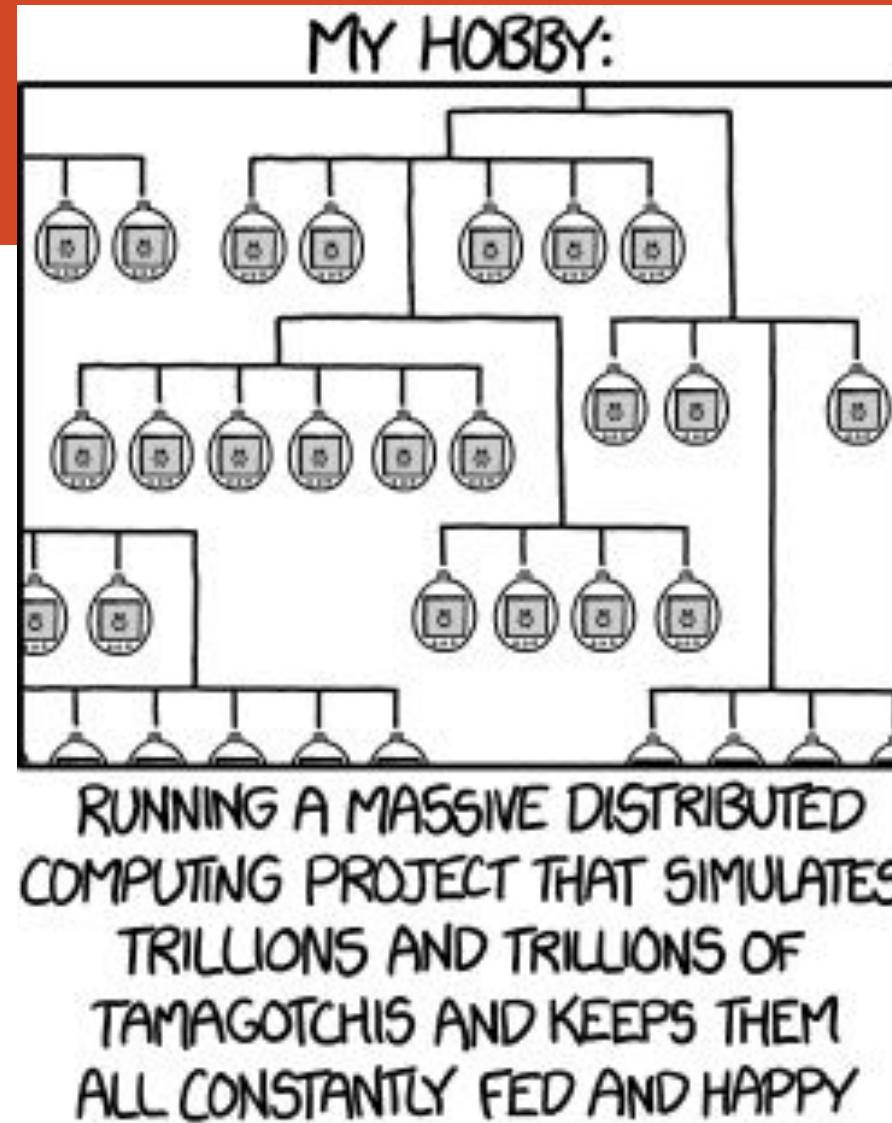 MY HOBBY:
RUNNING A MASSIVE DISTRIBUTED
COMPUTING PROJECT THAT SIMULATES
TRILLIONS AND TRILLIONS OF
TAMAGOTCHIS AND KEEPS THEM
ALL CONSTANTLY FED AND HAPPY